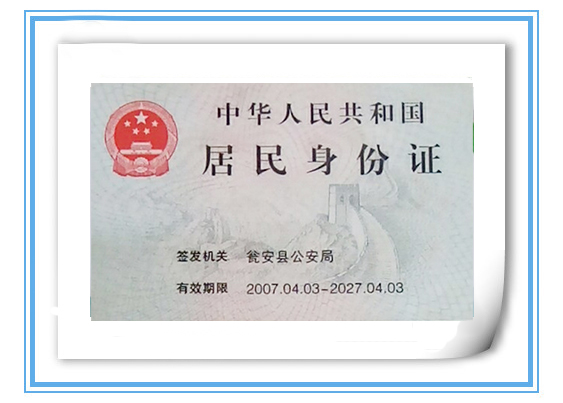 中华人民共和国
居民身份证
签发机关 瓮安县公安局
有效期限 2007.04.03-2027.04.03